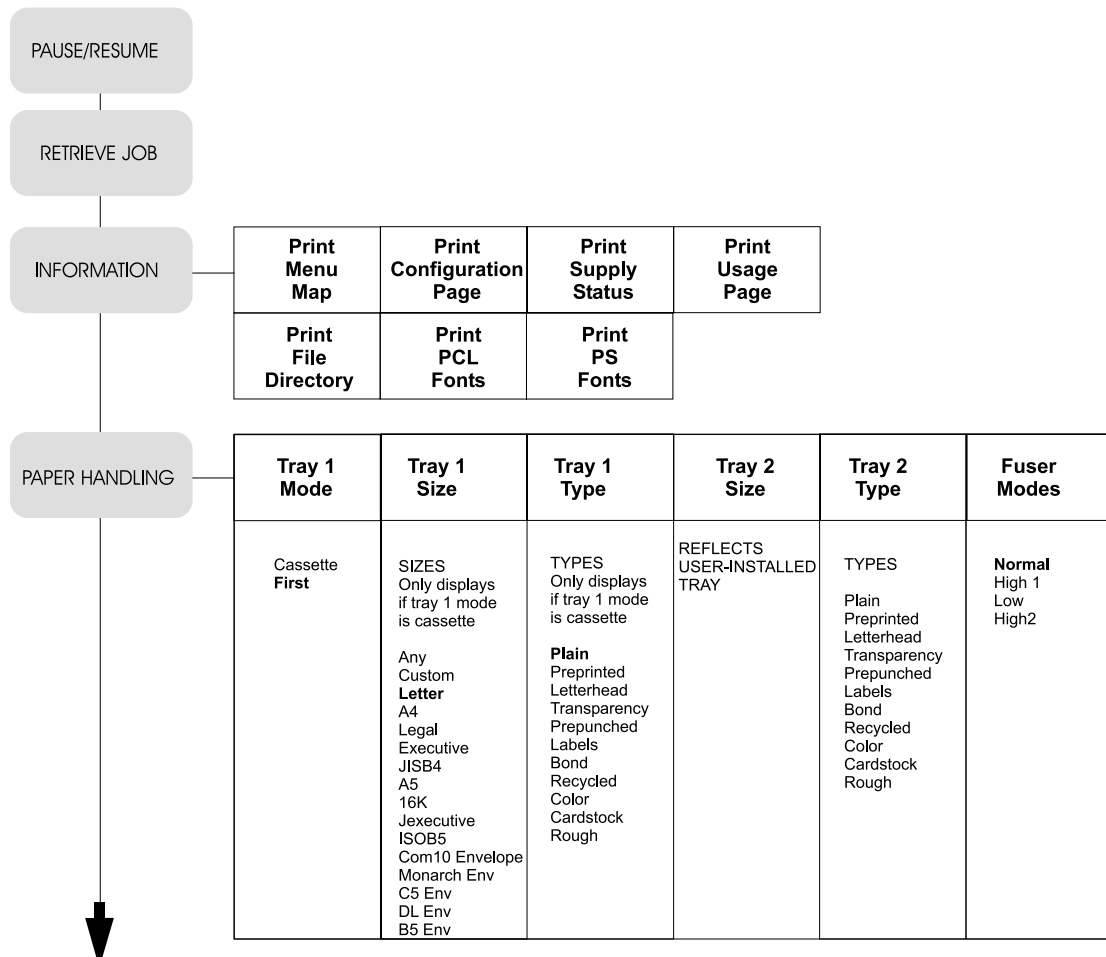 PAUSE/RESUME
RETRIEVE JOB
INFORMATION
Print
Menu
Map
Print
Configuration
Page
Print
Supply
Status
Print
Usage
Page
Print
File
Directory
Print
PCL
Fonts
Print
PS
Fonts
PAPER HANDLING
Tray 1
Mode
Tray 1
Size
Tray 1
Type
Tray 2
Size
Tray 2
Type
Fuser
Modes
Cassette
First
SIZES
Only displays
if tray 1 mode
is cassette
Any
Custom
Letter
A4
Legal
Executive
JISB4
A5
16K
Jexecutive
ISOB5
Com10 Envelope
Monarch Env
C5 Env
DL Env
B5 Env
TYPES
Only displays
if tray 1 mode
is cassette
Plain
Preprinted
Letterhead
Transparency
Prepunched
Labels
Bond
Recycled
Color
Cardstock
Rough
REFLECTS
USER-INSTALLED
TRAY
TYPES
Plain
Preprinted
Letterhead
Transparency
Prepunched
Labels
Bond
Recycled
Color
Cardstock
Rough
Normal
High 1
Low
High2